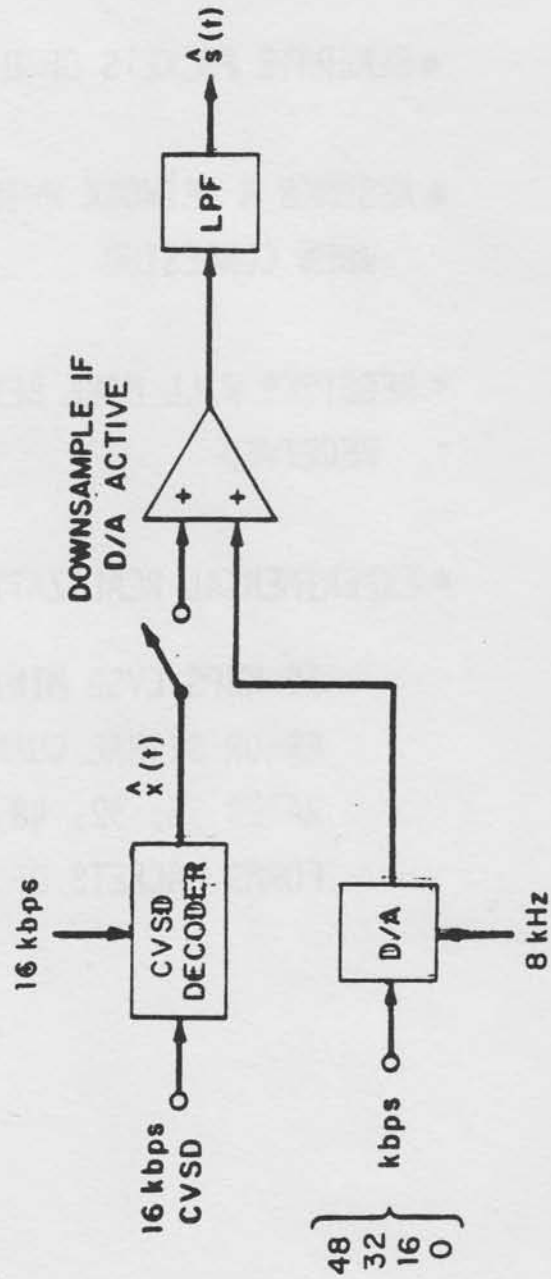 16 kbps
16 kbps
CVSD
CVSD
DECODER
x̂(t)
DOWNSAMPLE IF
D/A ACTIVE
+
+
LPF
ŝ(t)
48
32
16
0
kbps
D/A
8 kHz